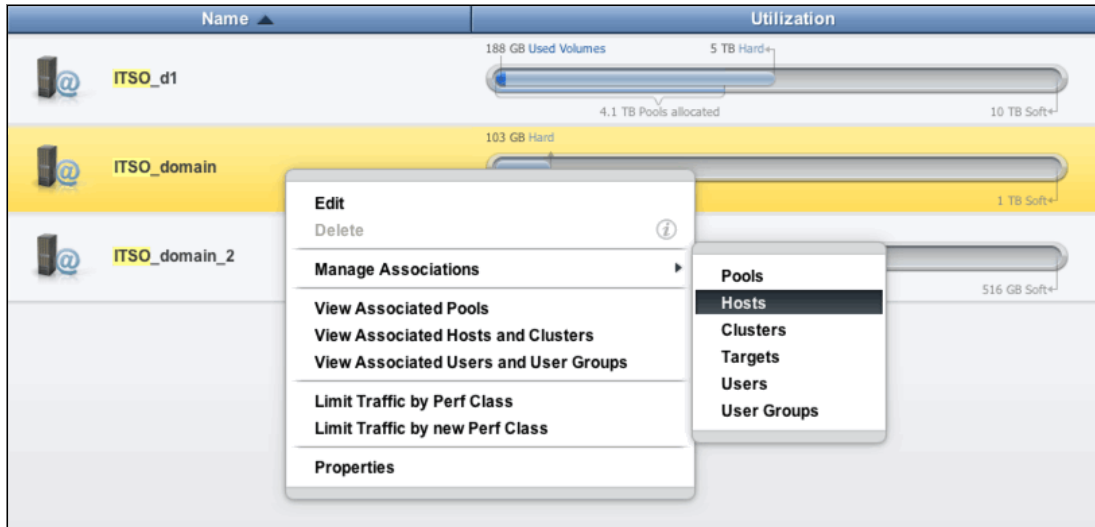 Name Utilization
188 GB Used Volumes 5 TB Hard
ITSO_d1
4.1 TB Pools allocated 10 TB Soft
103 GB Hard
ITSO_domain
1 TB Soft
Edit
Delete
ITSO_domain_2
Manage Associations
516 GB Soft
View Associated Pools
View Associated Hosts and Clusters
View Associated Users and User Groups
Limit Traffic by Perf Class
Limit Traffic by new Perf Class
Properties
Pools
Hosts
Clusters
Targets
Users
User Groups